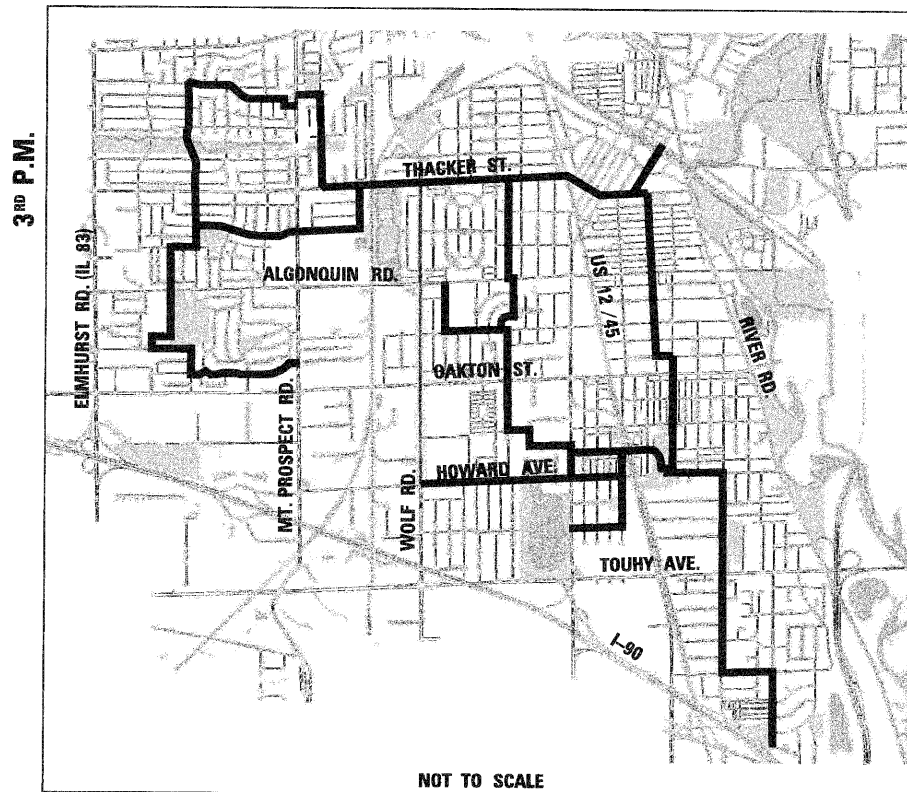 3RD P.M.
THACKER ST.
ELMHURST RD. (IL 83)
ALGONQUIN RD.
US 12 /45
RIVER RD.
OAKTON ST.
MT. PROSPECT RD.
WOLF RD.
HOWARD AVE.
TOUHY AVE.
I-90
NOT TO SCALE